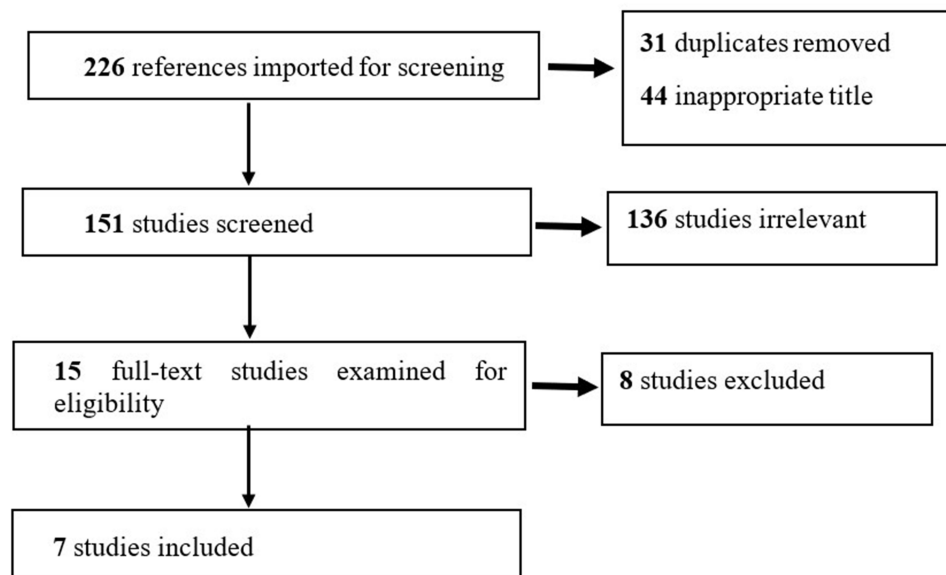 226 references imported for screening
31 duplicates removed
44 inappropriate title
151 studies screened
136 studies irrelevant
15 full-text studies examined for
eligibility
8 studies excluded
7 studies included